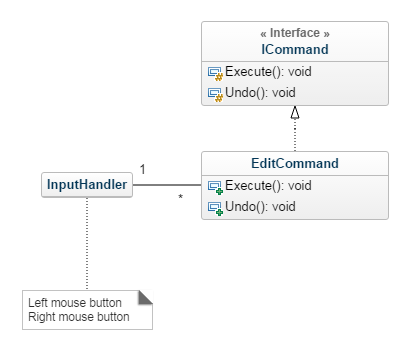 « Interface »
ICommand
Execute(): void
Undo(): void
EditCommand
Execute(): void
Undo(): void
InputHandler
1
*
Left mouse button
Right mouse button